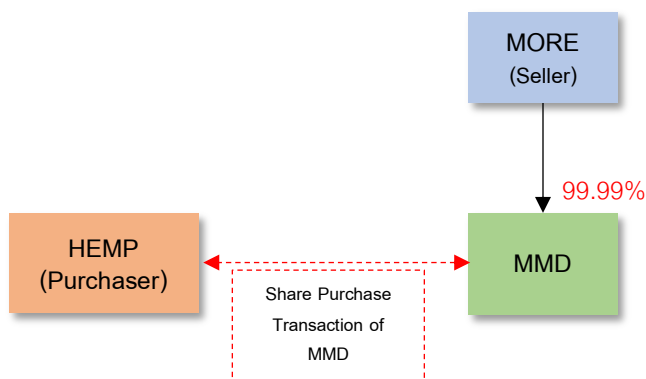 MORE
(Seller)
99.99%
HEMP
(Purchaser)
MMD
Share Purchase
Transaction of
MMD